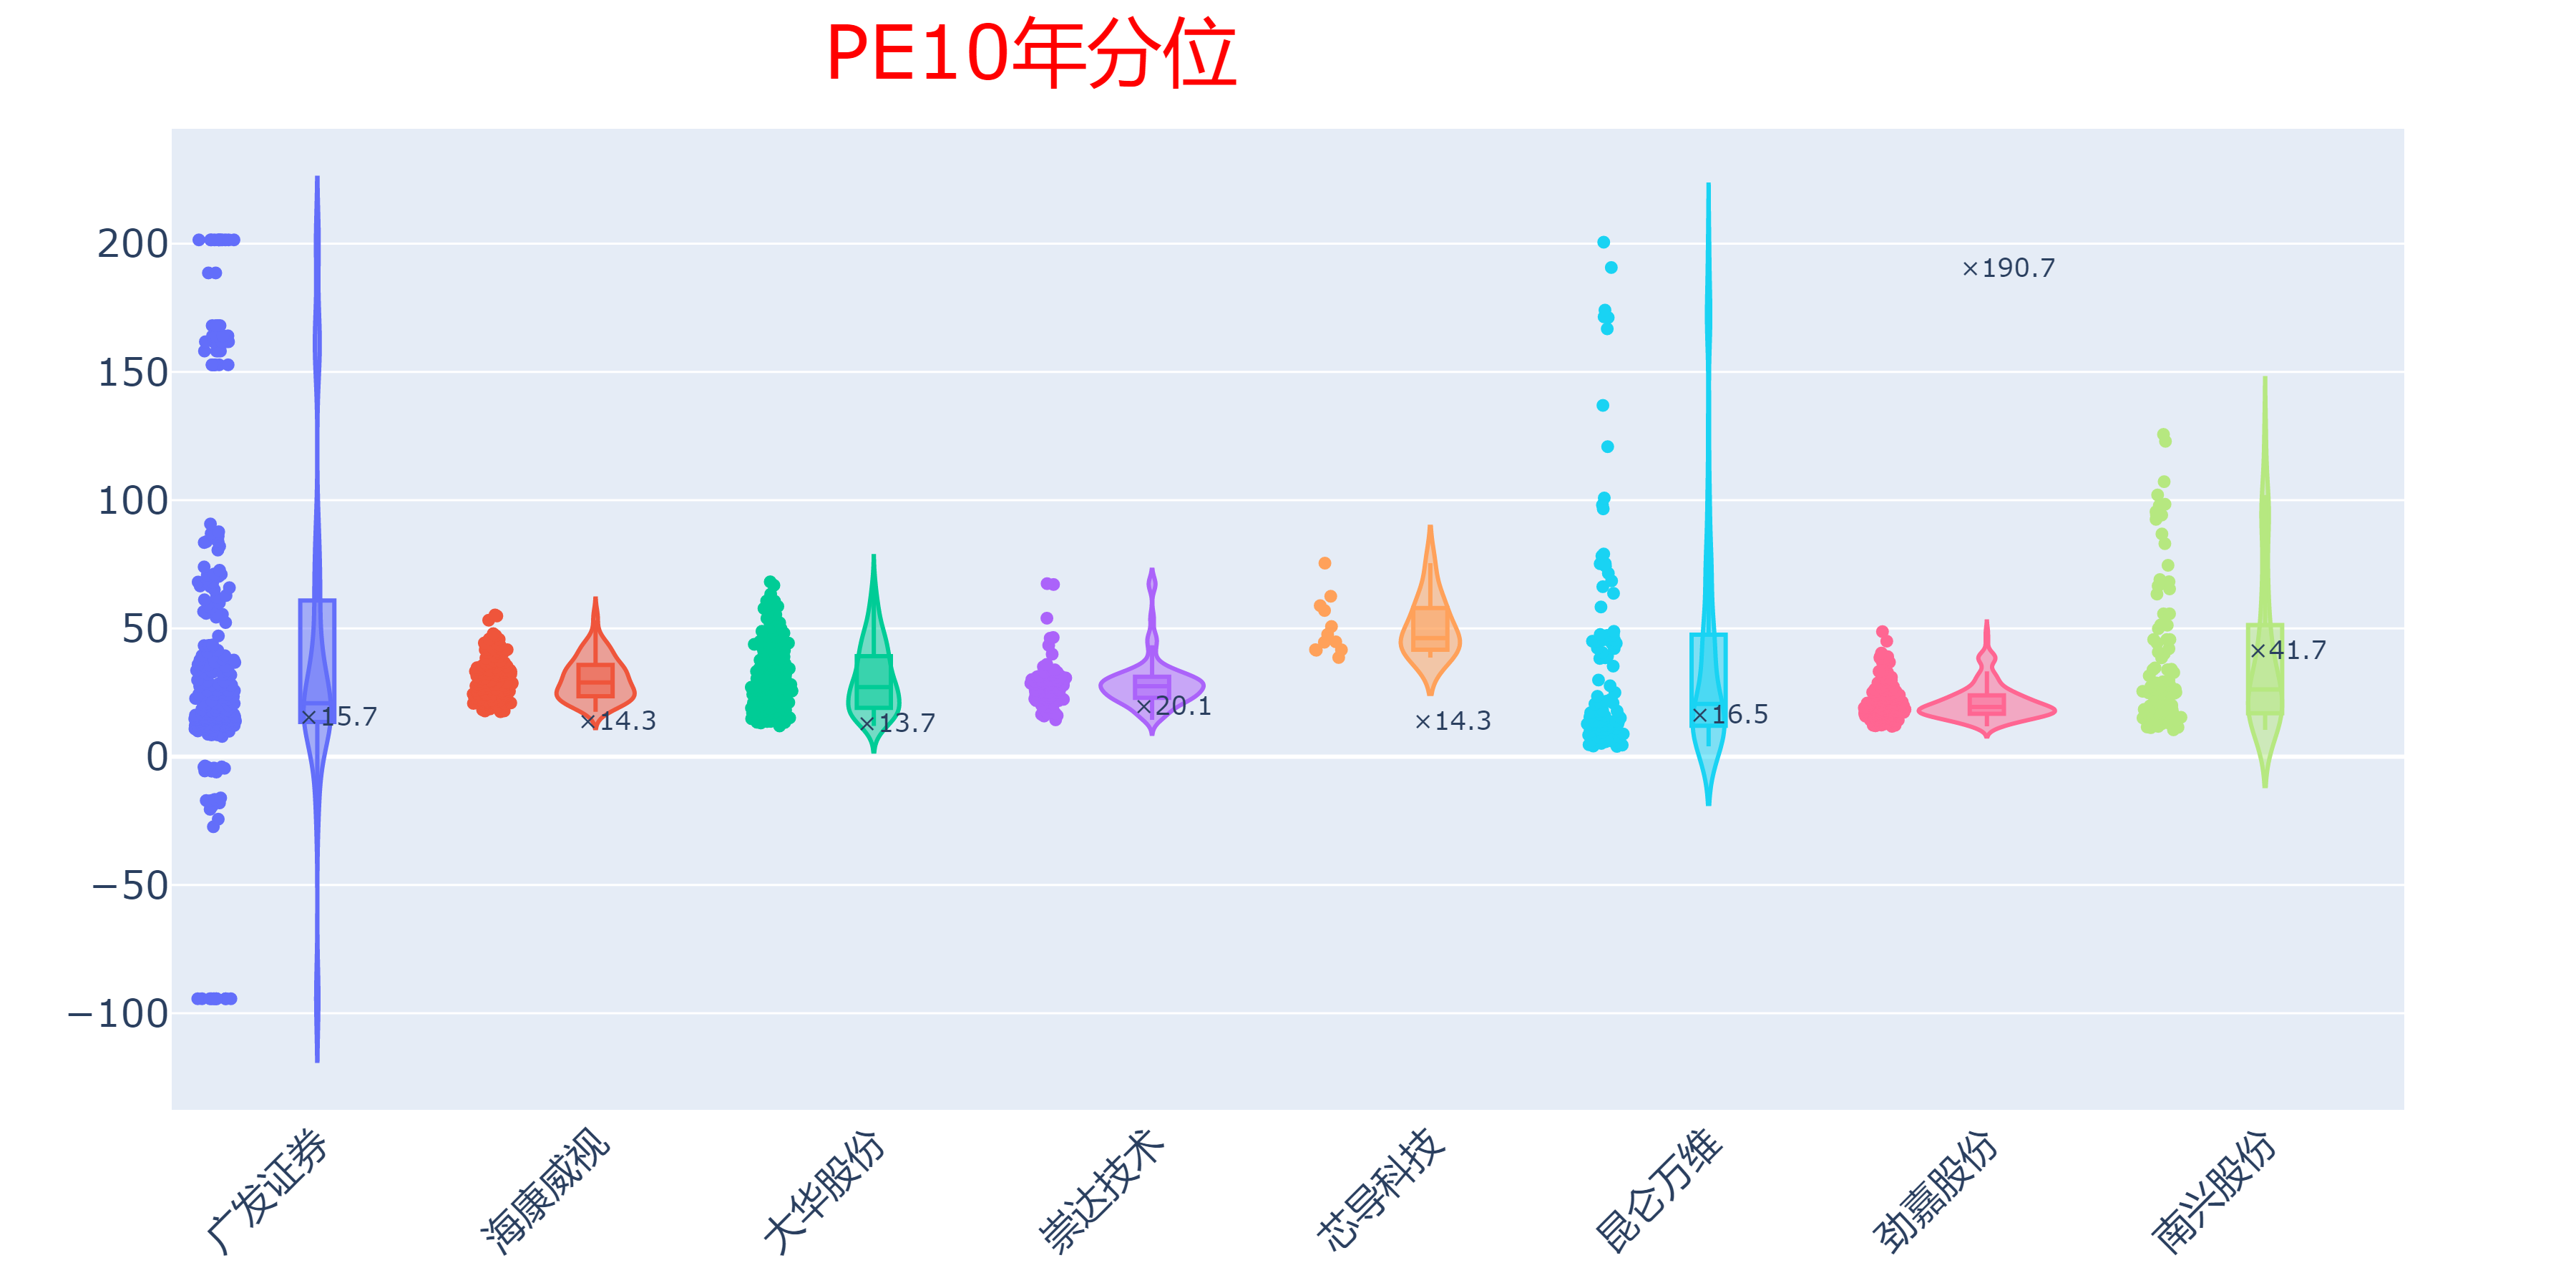 PE10年分位
200
150
100
50
0
−50
−100
×190.7
×41.7
×20.1
×15.7
×14.3
×13.7
×14.3
×16.5
广发证券
海康威视
大华股份
崇达技术
芯导科技
昆仑万维
劲嘉股份
南兴股份